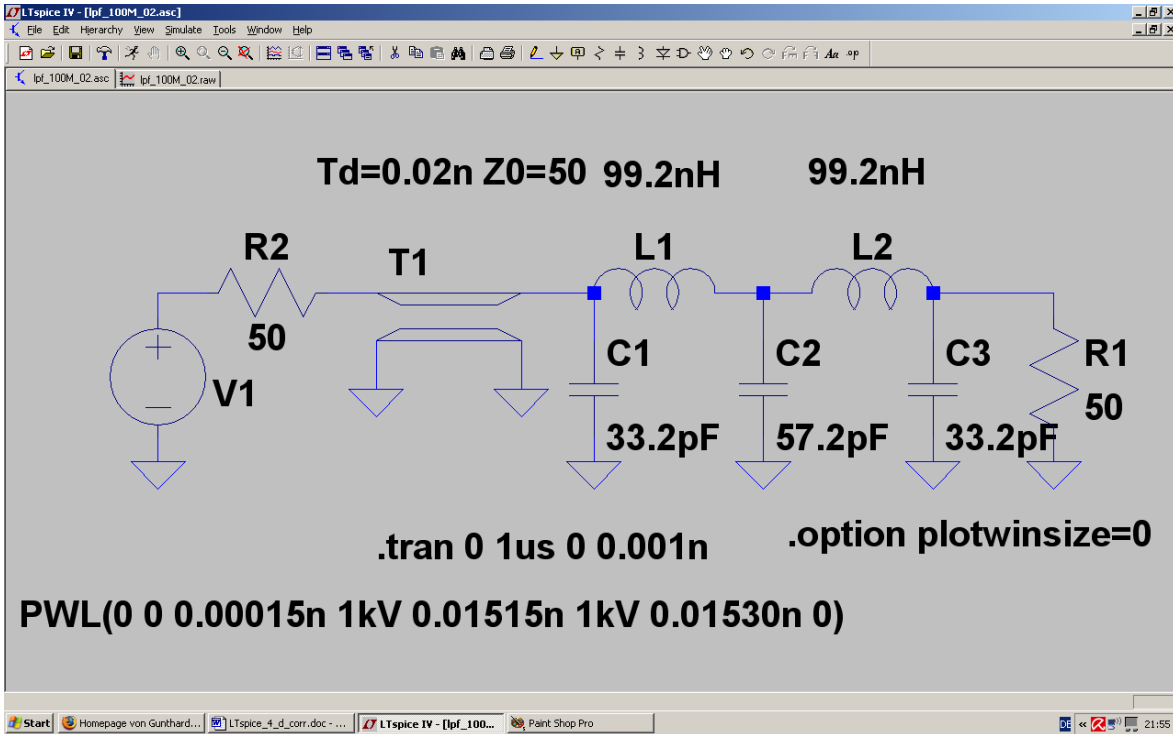 LTspice IV - [lpf_100M_02.asc]
File Edit Hierarchy View Simulate Tools Window Help
Aa .op
lpf_100M_02.asc lpf_100M_02.raw
Td=0.02n Z0=50 99.2nH 99.2nH
R2 T1 L1 L2
50 C1 C2 C3 R1
V1 50
33.2pF 57.2pF 33.2pF
.tran 0 1us 0 0.001n .option plotwinsize=0
PWL(0 0 0.00015n 1kV 0.01515n 1kV 0.01530n 0)
Start Homepage von Gunthard... LTspice_4_d_corr.doc - ... LTspice IV - [lpf_100... Paint Shop Pro DE « 21:55